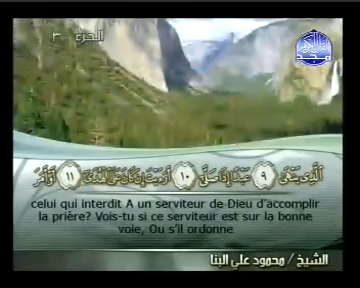 الجزء ٣٠
الَّذِي يَنْهَىٰ ٩ عَبْدًا إِذَا صَلَّىٰ ١٠ أَرَأَيْتَ إِن كَانَ عَلَى الْهُدَىٰ ١١ أَوْ أَمَرَ
celui qui interdit A un serviteur de Dieu d'accomplir
la prière? Vois-tu si ce serviteur est sur la bonne
voie, Ou s'il ordonne
الشيخ / محمود علي البنا